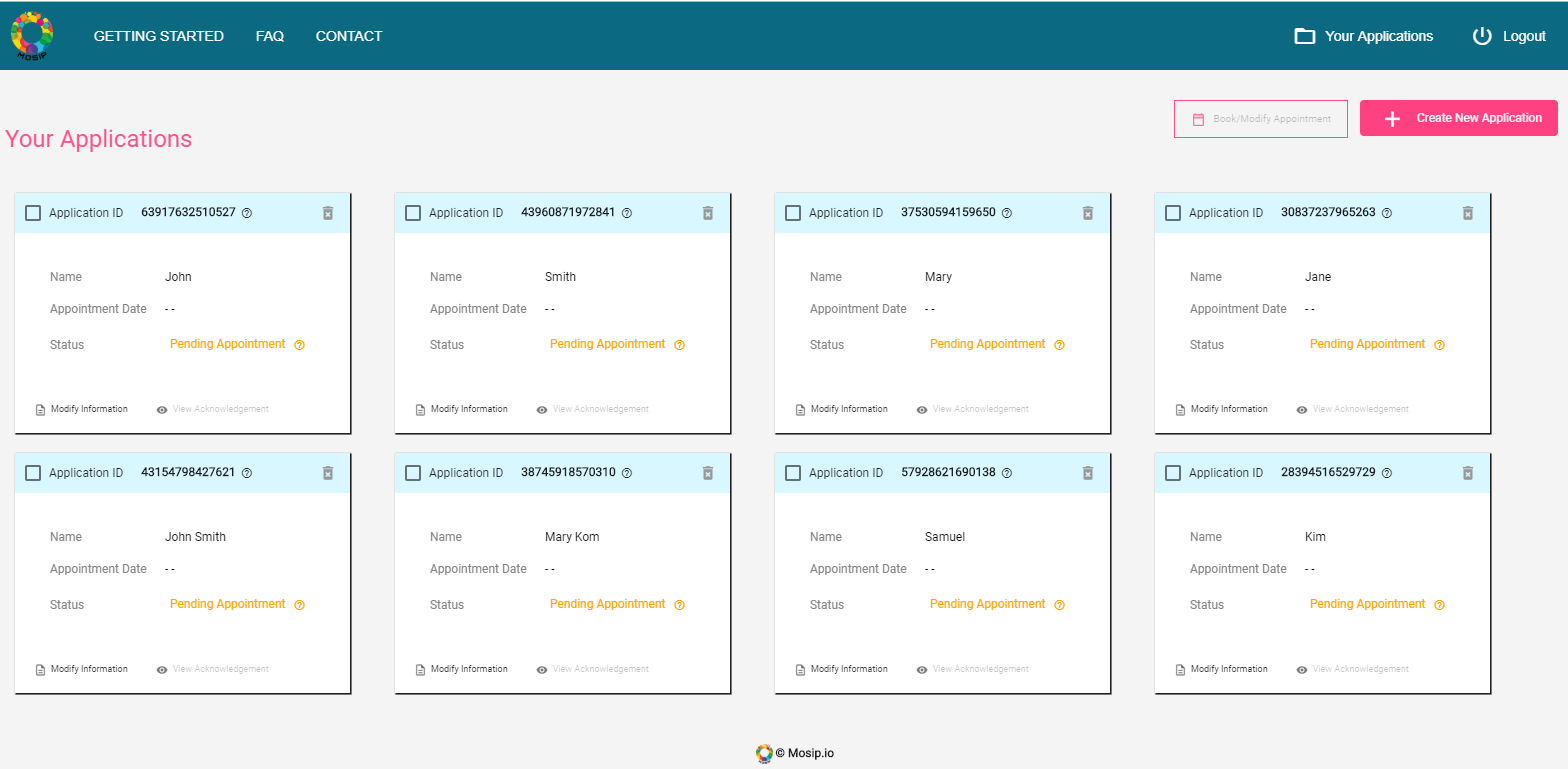 MOSIP
GETTING STARTED FAQ CONTACT Your Applications Logout
Book/Modify Appointment Create New Application
Your Applications
Application ID 63917632510527 Application ID 43960871972841 Application ID 37530594159650 Application ID 30837237965263
Name John Name Smith Name Mary Name Jane
Appointment Date - - Appointment Date - - Appointment Date - - Appointment Date - -
Status Pending Appointment Status Pending Appointment Status Pending Appointment Status Pending Appointment
Modify Information View Acknowledgement Modify Information View Acknowledgement Modify Information View Acknowledgement Modify Information View Acknowledgement
Application ID 43154798427621 Application ID 38745918570310 Application ID 57928621690138 Application ID 28394516529729
Name John Smith Name Mary Kom Name Samuel Name Kim
Appointment Date - - Appointment Date - - Appointment Date - - Appointment Date - -
Status Pending Appointment Status Pending Appointment Status Pending Appointment Status Pending Appointment
Modify Information View Acknowledgement Modify Information View Acknowledgement Modify Information View Acknowledgement Modify Information View Acknowledgement
© Mosip.io